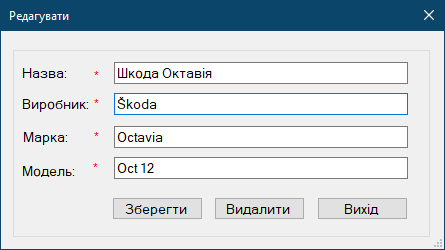 Редагувати
Назва: * Шкода Октавія
Виробник: * Škoda
Марка: * Octavia
Модель: * Oct 12
Зберегти Видалити Вихід